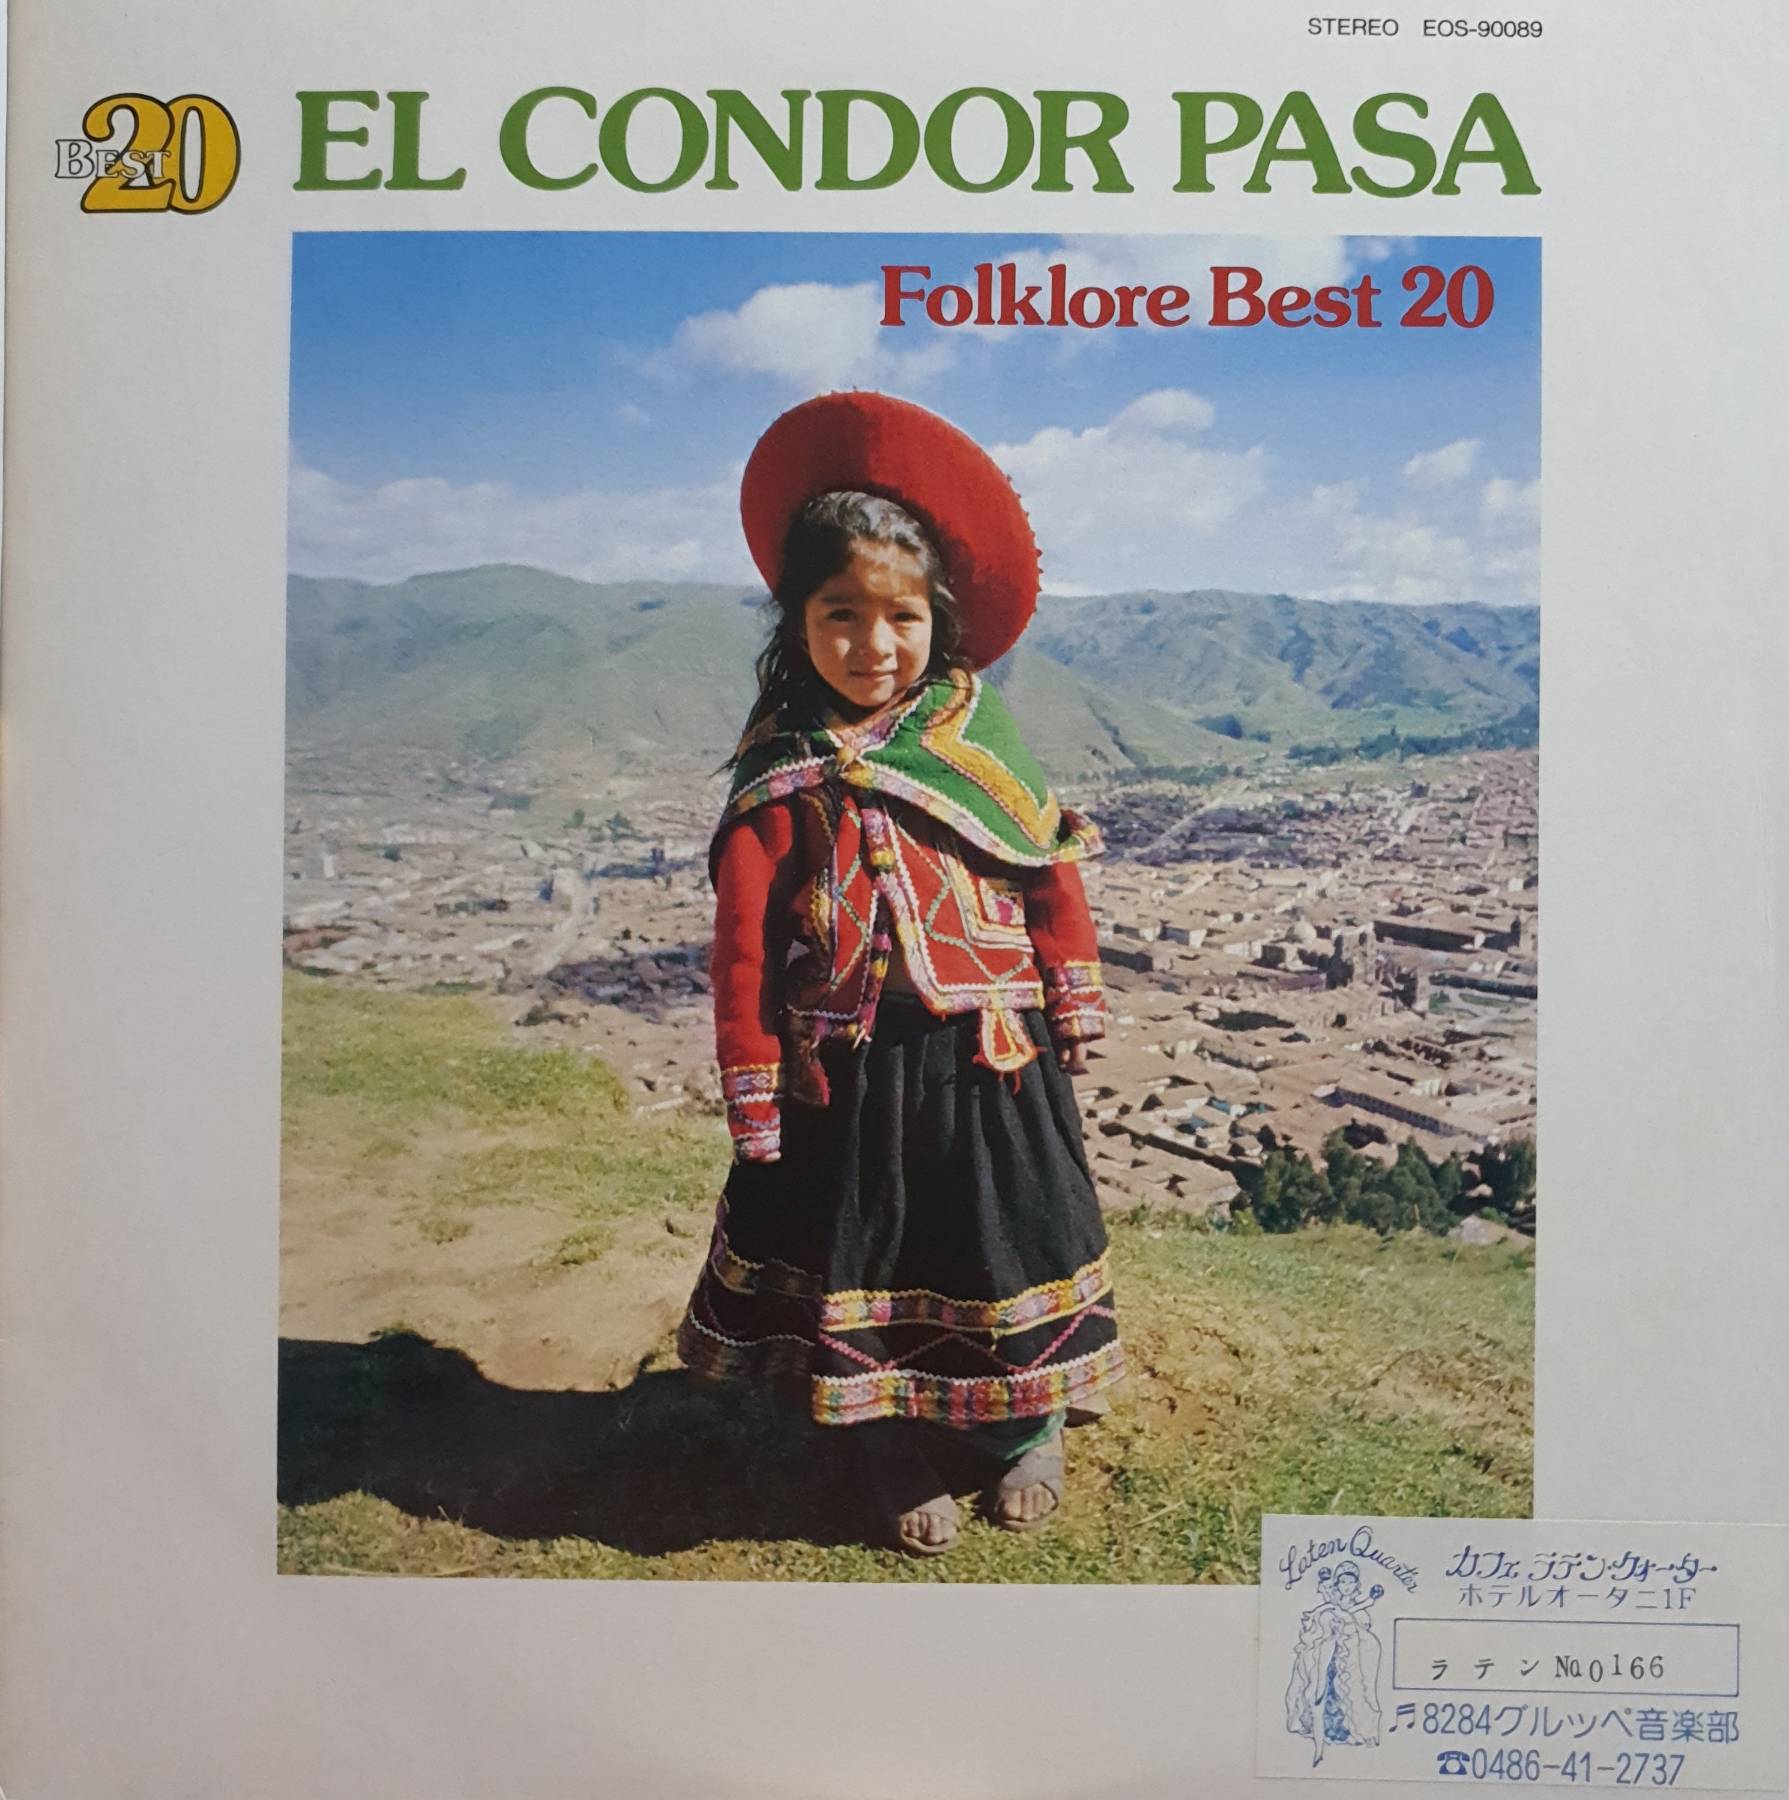 STEREO EOS-90089
BEST 20
EL CONDOR PASA
Folklore Best 20
Laten Quarter
カフェ ラテン・クォーター
ホテルオータニ1F
ラテン №0166
♬8284グルッペ音楽部
☎0486-41-2737